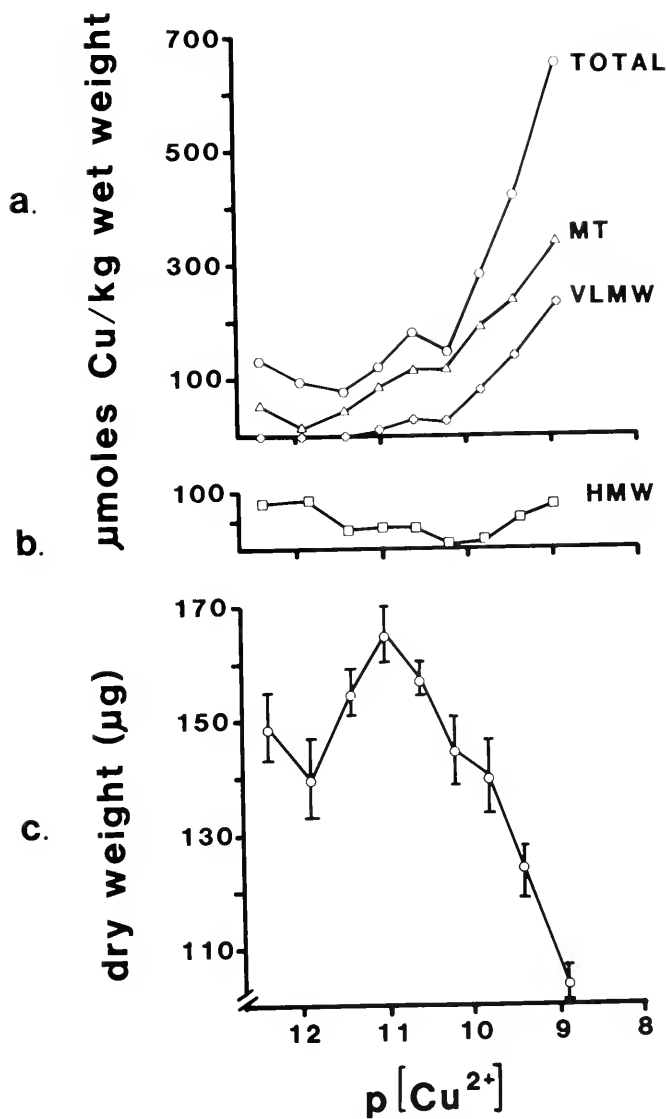 a.
µmoles Cu/kg wet weight
700
500
300
100
TOTAL
MT
VLMW
b.
100
HMW
c.
dry weight (µg)
170
150
130
110
12 11 10 9 8
p [Cu2+]